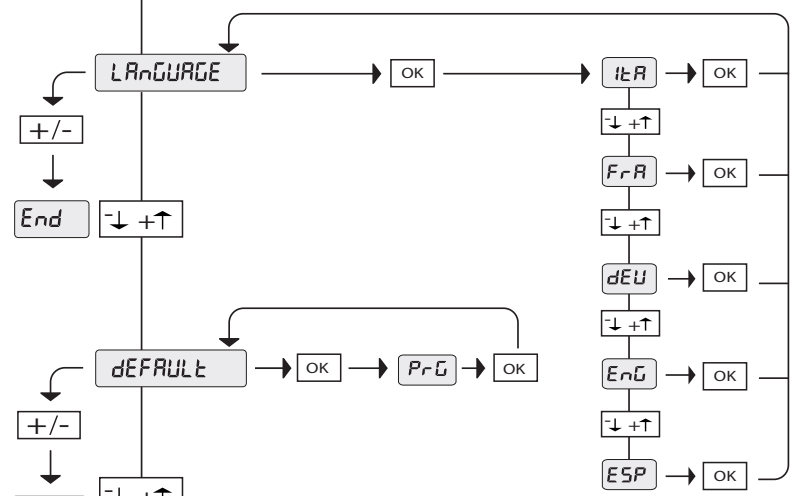 LAnGUAGE OK ItA OK
+/- -↓ +↑
FrA OK
End -↓ +↑ -↓ +↑
dEU OK
-↓ +↑
dEFAULt OK PrG OK EnG OK
+/- -↓ +↑
ESP OK
-↓ +↑